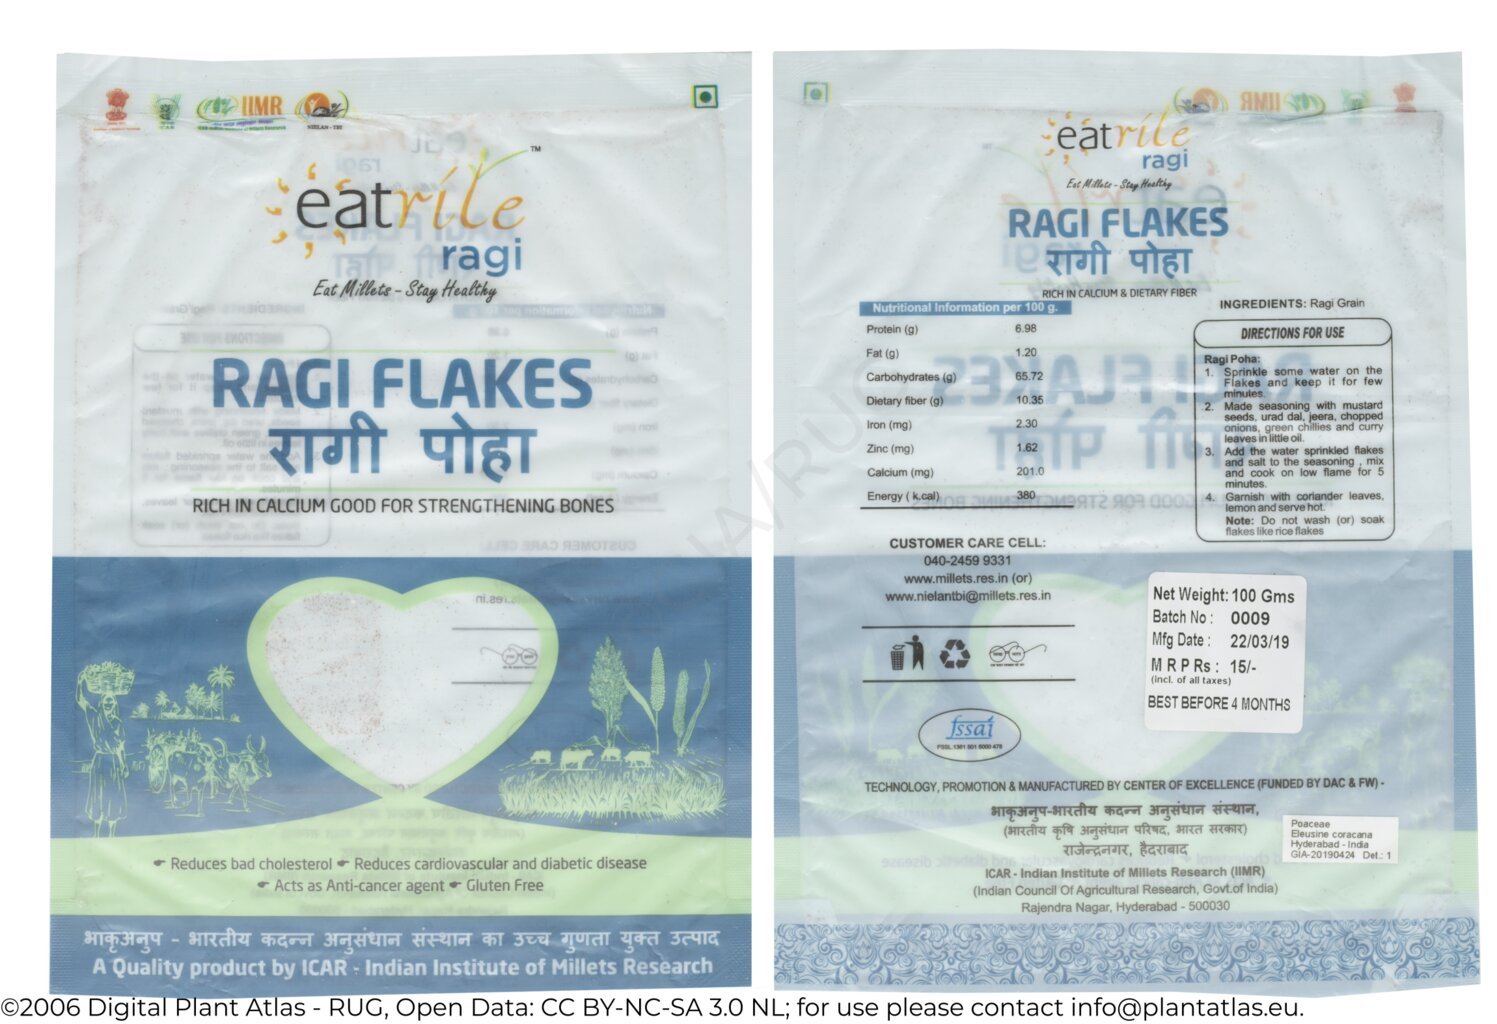 ICAR
IIMR
NIELAN - TBI
eatrite
TM
ragi
Eat Millets - Stay Healthy
RAGI FLAKES
रागी पोहा
RICH IN CALCIUM GOOD FOR STRENGTHENING BONES
Reduces bad cholesterol Reduces cardiovascular and diabetic disease
Acts as Anti-cancer agent Gluten Free
भाकृअनुप - भारतीय कदन्न अनुसंधान संस्थान का उच्च गुणता युक्त उत्पाद
A Quality product by ICAR - Indian Institute of Millets Research
eatrite
ragi
Eat Millets - Stay Healthy
RAGI FLAKES
रागी पोहा
RICH IN CALCIUM & DIETARY FIBER
Nutritional Information per 100 g.
Protein (g) 6.98
Fat (g) 1.20
Carbohydrates (g) 65.72
Dietary fiber (g) 10.35
Iron (mg) 2.30
Zinc (mg) 1.62
Calcium (mg) 201.0
Energy ( k.cal) 380
INGREDIENTS: Ragi Grain
DIRECTIONS FOR USE
Ragi Poha:
1. Sprinkle some water on the
Flakes and keep it for few
minutes.
2. Made seasoning with mustard
seeds, urad dal, jeera, chopped
onions, green chillies and curry
leaves in little oil.
3. Add the water sprinkled flakes
and salt to the seasoning , mix
and cook on low flame for 5
minutes.
4. Garnish with coriander leaves,
lemon and serve hot.
Note: Do not wash (or) soak
flakes like rice flakes
CUSTOMER CARE CELL:
040-2459 9331
www.millets.res.in (or)
www.nielantbi@millets.res.in
Net Weight: 100 Gms
Batch No : 0009
Mfg Date : 22/03/19
M R P Rs : 15/-
(incl. of all taxes)
BEST BEFORE 4 MONTHS
fssai
TECHNOLOGY, PROMOTION & MANUFACTURED BY CENTER OF EXCELLENCE (FUNDED BY DAC & FW) -
भाकृअनुप-भारतीय कदन्न अनुसंधान संस्थान,
(भारतीय कृषि अनुसंधान परिषद, भारत सरकार)
राजेन्द्रनगर, हैदराबाद
ICAR - Indian Institute of Millets Research (IIMR)
(Indian Council Of Agricultural Research, Govt.of India)
Rajendra Nagar, Hyderabad - 500030
Poaceae
Eleusine coracana
Hyderabad - India
GIA-20190424 Det.: 1
©2006 Digital Plant Atlas - RUG, Open Data: CC BY-NC-SA 3.0 NL; for use please contact info@plantatlas.eu.